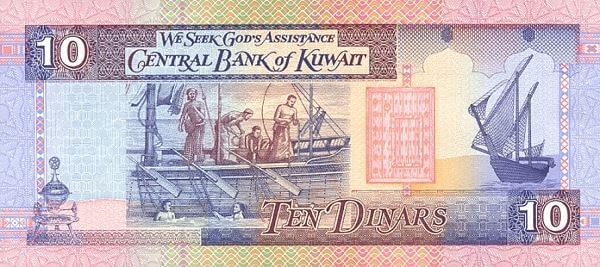 10
WE SEEK GOD'S ASSISTANCE
CENTRAL BANK OF KUWAIT
TEN DINARS
10